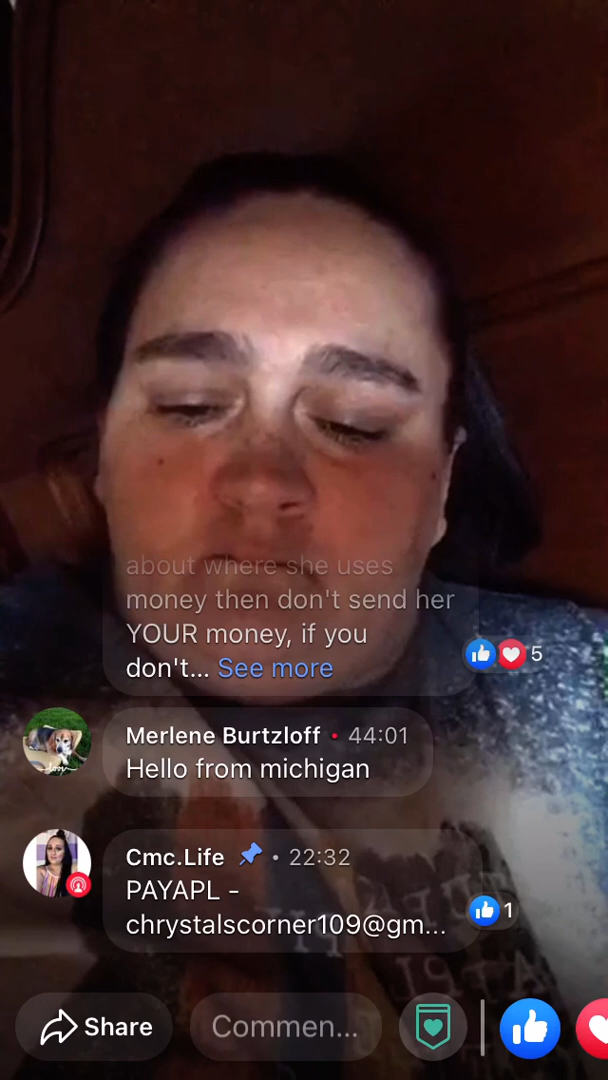 about where she uses
money then don't send her
YOUR money, if you
don't... See more
5
Merlene Burtzloff • 44:01
Hello from michigan
Cmc.Life • 22:32
PAYAPL -
chrystalscorner109@gm...
1
Share
Commen...